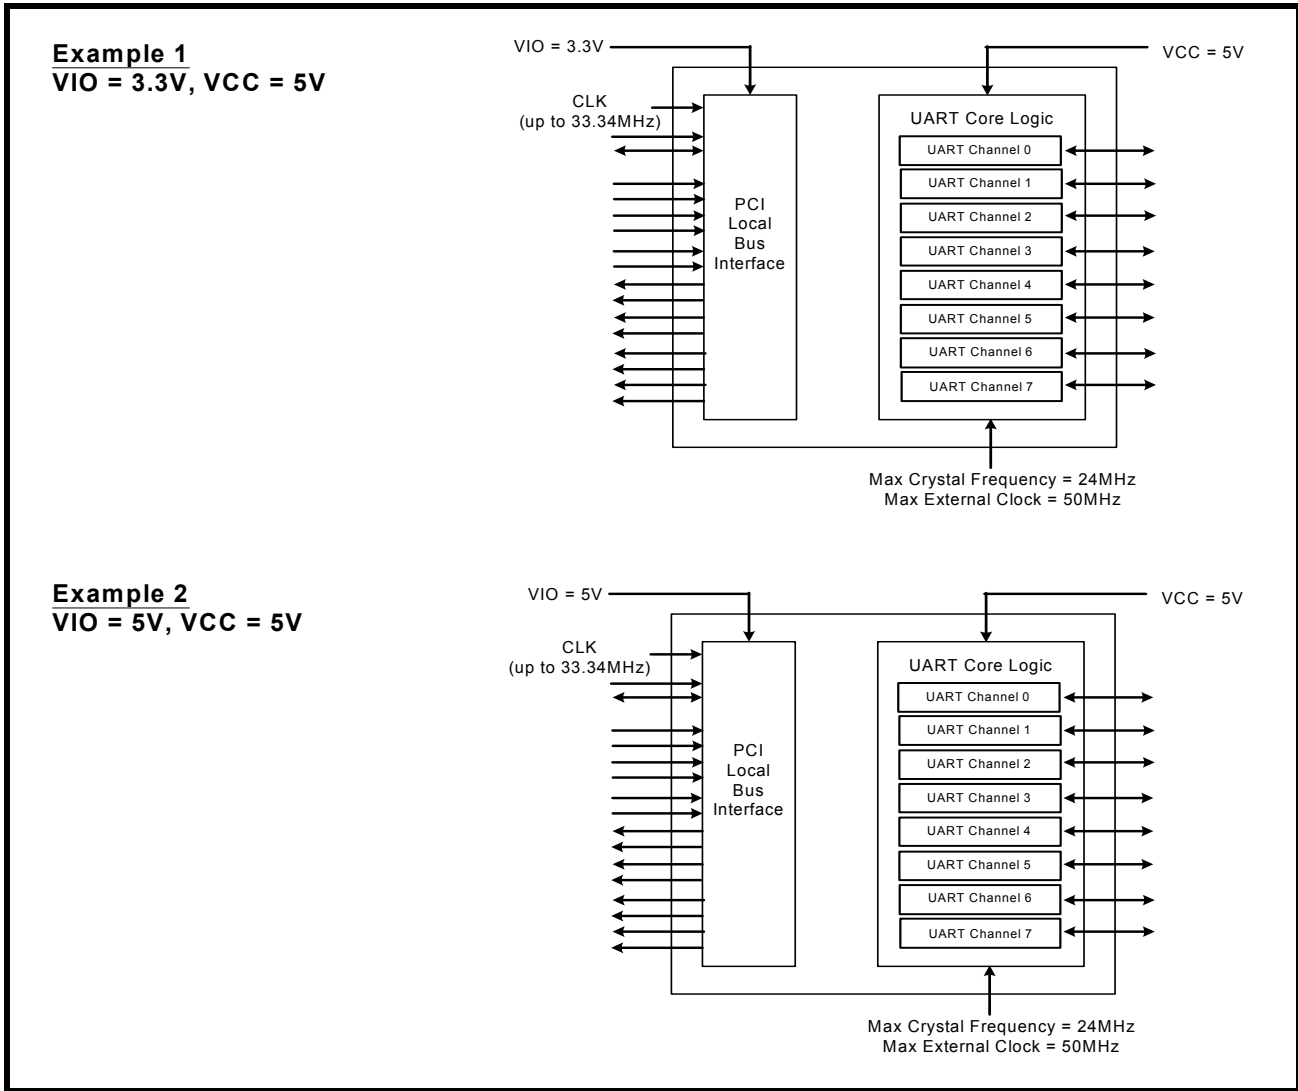 Example 1
VIO = 3.3V, VCC = 5V
VIO = 3.3V
VCC = 5V
CLK
(up to 33.34MHz)
PCI
Local
Bus
Interface
UART Core Logic
UART Channel 0
UART Channel 1
UART Channel 2
UART Channel 3
UART Channel 4
UART Channel 5
UART Channel 6
UART Channel 7
Max Crystal Frequency = 24MHz
Max External Clock = 50MHz
Example 2
VIO = 5V, VCC = 5V
VIO = 5V
VCC = 5V
CLK
(up to 33.34MHz)
PCI
Local
Bus
Interface
UART Core Logic
UART Channel 0
UART Channel 1
UART Channel 2
UART Channel 3
UART Channel 4
UART Channel 5
UART Channel 6
UART Channel 7
Max Crystal Frequency = 24MHz
Max External Clock = 50MHz